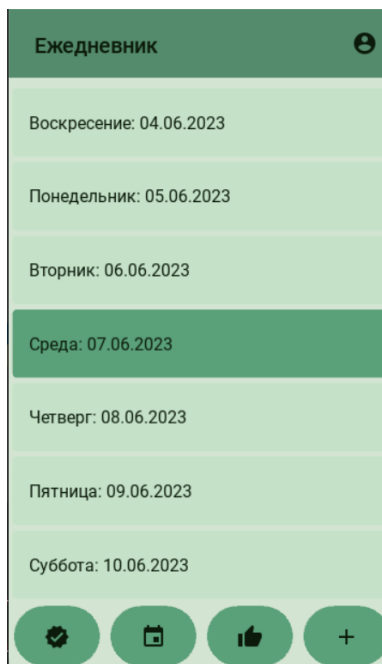 Ежедневник
Воскресение: 04.06.2023
Понедельник: 05.06.2023
Вторник: 06.06.2023
Среда: 07.06.2023
Четверг: 08.06.2023
Пятница: 09.06.2023
Суббота: 10.06.2023